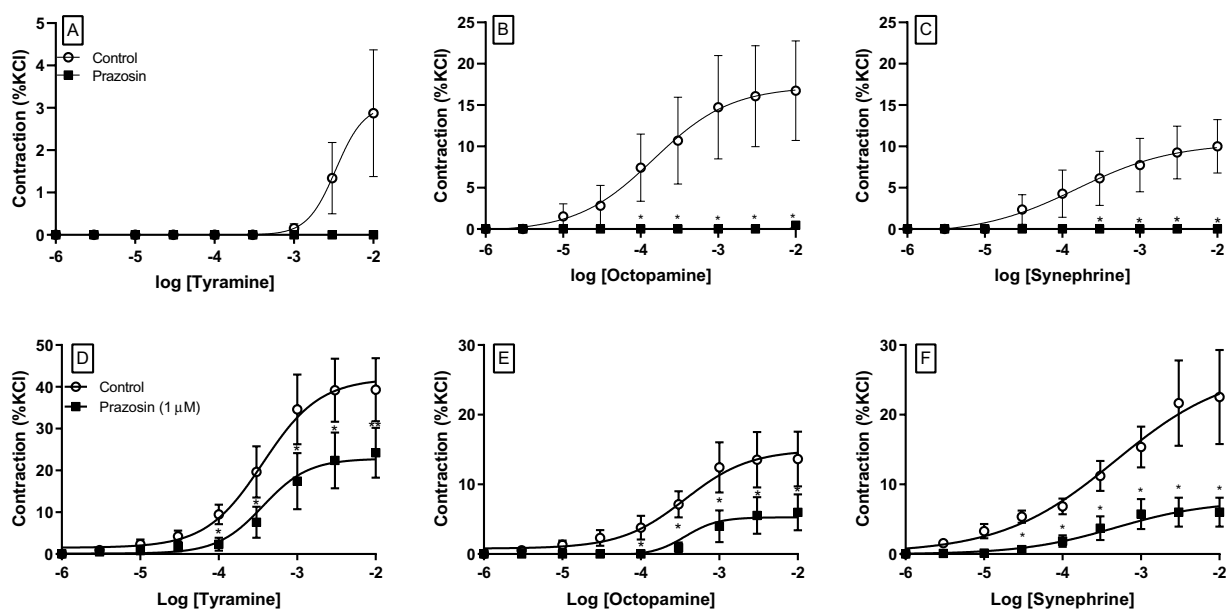 A
Control
Prazosin
Contraction (%KCl)
5
4
3
2
1
0
-6 -5 -4 -3 -2
log [Tyramine]
B
Contraction (%KCl)
25
20
15
10
5
0
* * * * *
-6 -5 -4 -3 -2
log [Octopamine]
C
Contraction (%KCl)
25
20
15
10
5
0
* * * *
-6 -5 -4 -3 -2
log [Synephrine]
D
Control
Prazosin (1 μM)
Contraction (%KCl)
50
40
30
20
10
0
* * * * **
-6 -5 -4 -3 -2
Log [Tyramine]
E
Contraction (%KCl)
30
20
10
0
* * * * *
-6 -5 -4 -3 -2
Log [Octopamine]
F
Contraction (%KCl)
30
20
10
0
* * * * * *
-6 -5 -4 -3 -2
Log [Synephrine]